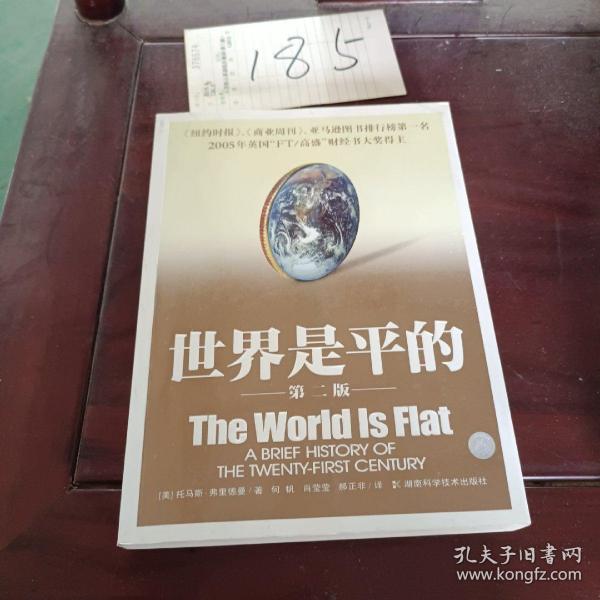 185
《纽约时报》、《商业周刊》、亚马逊图书排行榜第一名
2005年英国“FT/高盛”财经书大奖得主
世界是平的
第二版
The World Is Flat
A BRIEF HISTORY OF
THE TWENTY-FIRST CENTURY
[美] 托马斯·弗里德曼/著 何帆 肖莹莹 郝正非/译 湖南科学技术出版社
孔夫子旧书网
www.kongfz.com